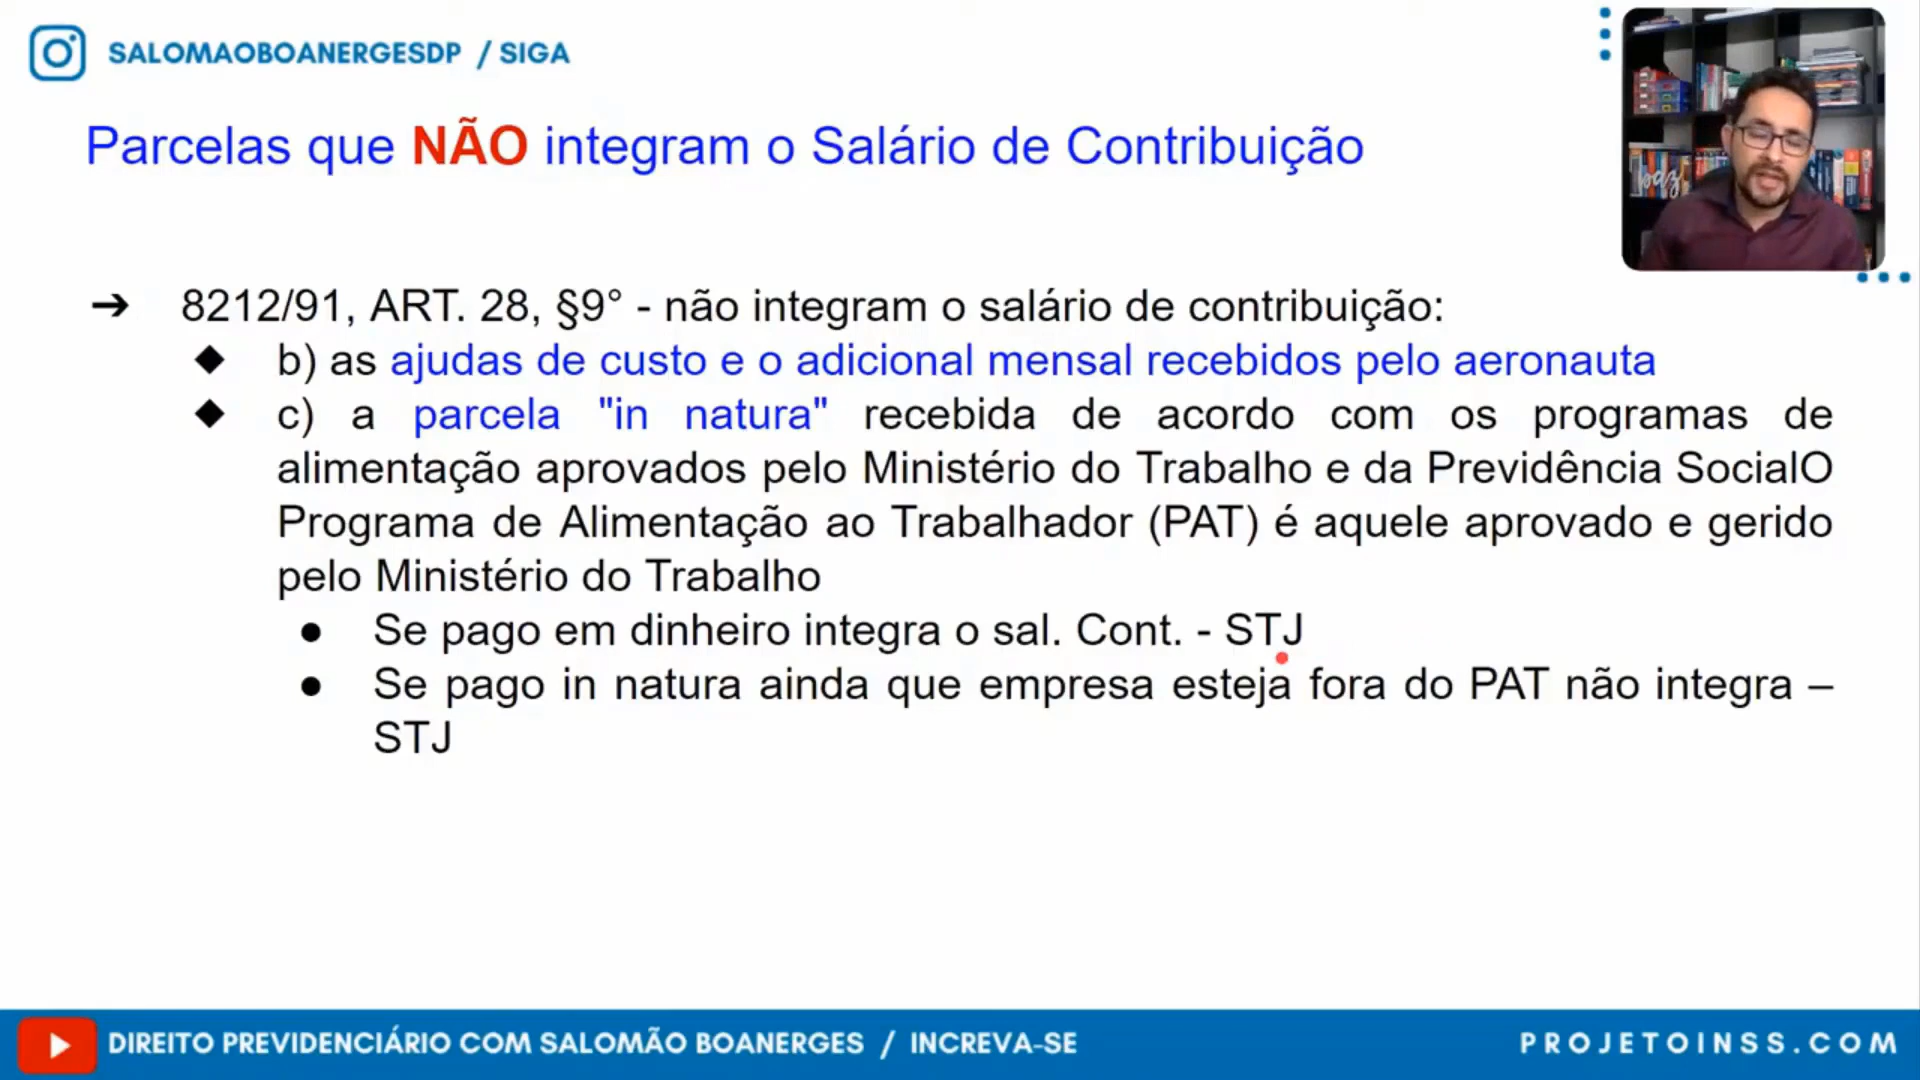 SALOMAOBOANERGESDP / SIGA
Parcelas que NÃO integram o Salário de Contribuição
pdz
➔ 8212/91, ART. 28, §9° - não integram o salário de contribuição:
◆ b) as ajudas de custo e o adicional mensal recebidos pelo aeronauta
◆ c) a parcela "in natura" recebida de acordo com os programas de
alimentação aprovados pelo Ministério do Trabalho e da Previdência SocialO
Programa de Alimentação ao Trabalhador (PAT) é aquele aprovado e gerido
pelo Ministério do Trabalho
● Se pago em dinheiro integra o sal. Cont. - STJ
● Se pago in natura ainda que empresa esteja fora do PAT não integra –
STJ
DIREITO PREVIDENCIÁRIO COM SALOMÃO BOANERGES / INCREVA-SE
PROJETOINSS.COM